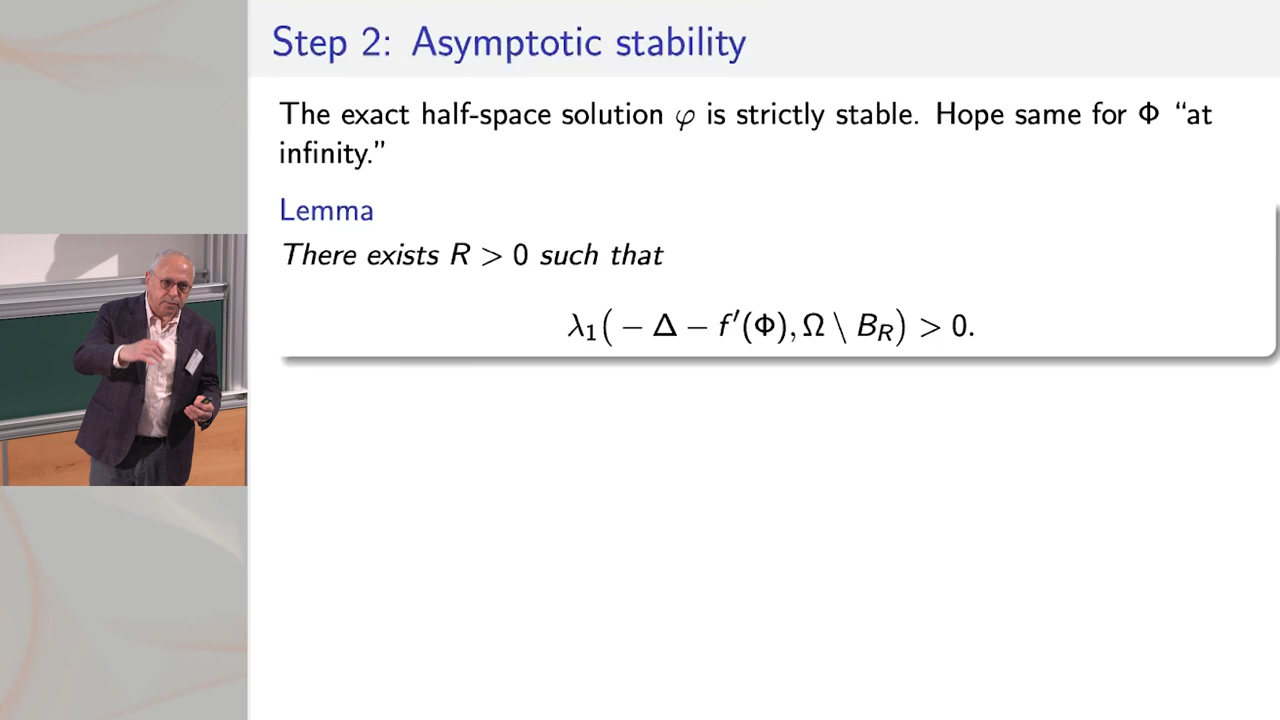 Step 2: Asymptotic stability
The exact half-space solution φ is strictly stable. Hope same for Φ “at
infinity.”
Lemma
There exists R > 0 such that
λ₁(− Δ − f′(Φ), Ω \ B_R) > 0.